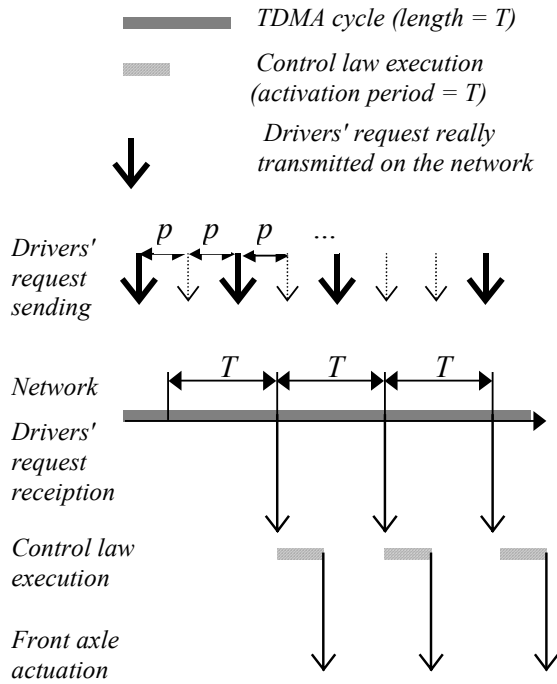 TDMA cycle (length = T)
Control law execution
(activation period = T)
Drivers' request really
transmitted on the network
p p p ...
Drivers'
request
sending
T T T
Network
Drivers'
request
receiption
Control law
execution
Front axle
actuation